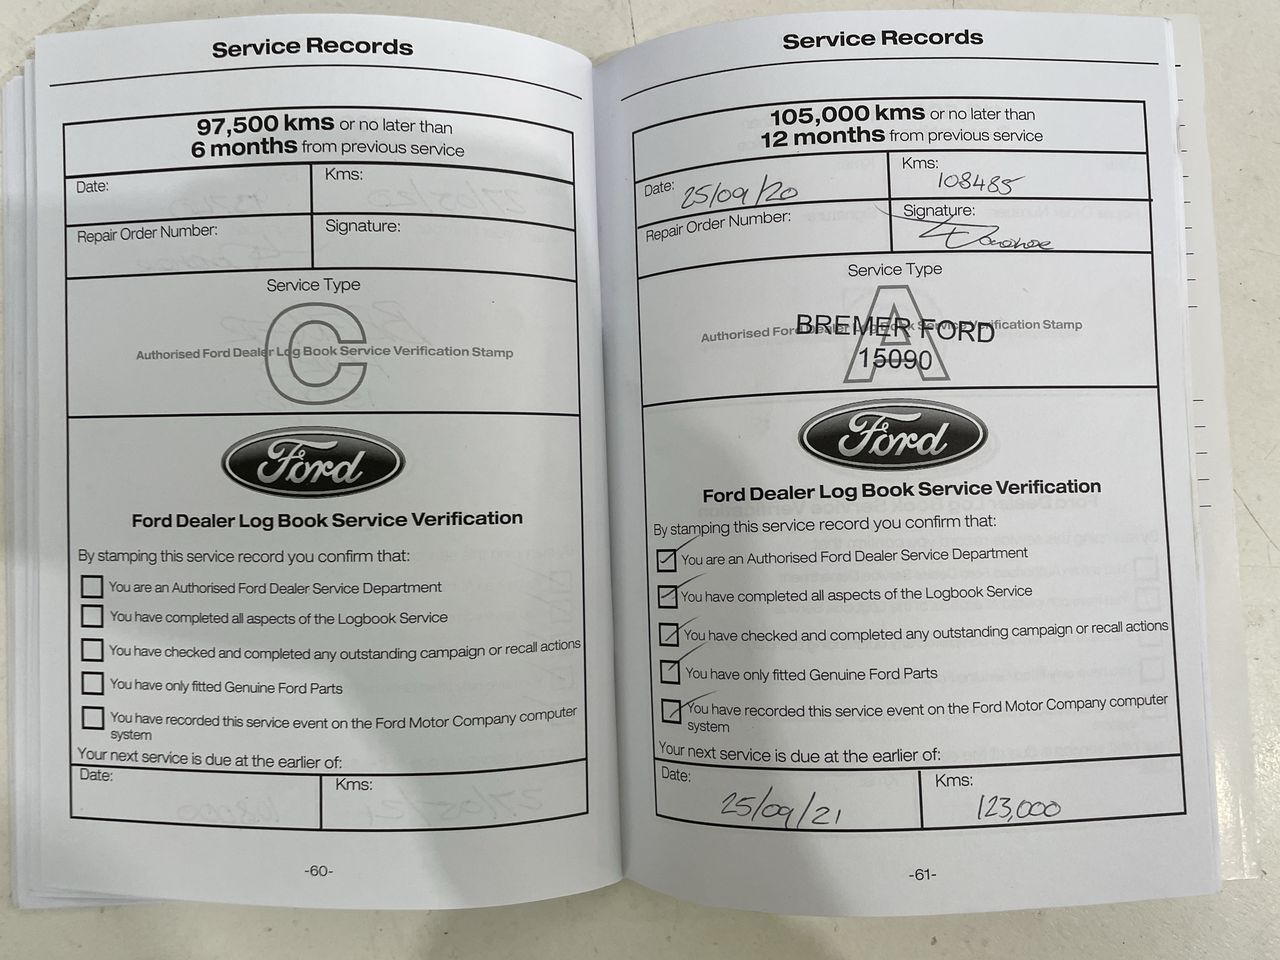 Service Records
97,500 kms or no later than
6 months from previous service
Date:
Kms:
Repair Order Number:
Signature:
Service Type
C
Authorised Ford Dealer Log Book Service Verification Stamp
Ford
Ford Dealer Log Book Service Verification
By stamping this service record you confirm that:
You are an Authorised Ford Dealer Service Department
You have completed all aspects of the Logbook Service
You have checked and completed any outstanding campaign or recall actions
You have only fitted Genuine Ford Parts
You have recorded this service event on the Ford Motor Company computer
system
Your next service is due at the earlier of:
Date:
Kms:
-60-
Service Records
105,000 kms or no later than
12 months from previous service
Date: 25/09/20
Kms: 108485
Repair Order Number:
Signature:
Service Type
A
Authorised Ford Dealer Log Book Service Verification Stamp
BREMER FORD
15090
Ford
Ford Dealer Log Book Service Verification
By stamping this service record you confirm that:
You are an Authorised Ford Dealer Service Department
You have completed all aspects of the Logbook Service
You have checked and completed any outstanding campaign or recall actions
You have only fitted Genuine Ford Parts
You have recorded this service event on the Ford Motor Company computer
system
Your next service is due at the earlier of:
Date: 25/09/21
Kms: 123,000
-61-